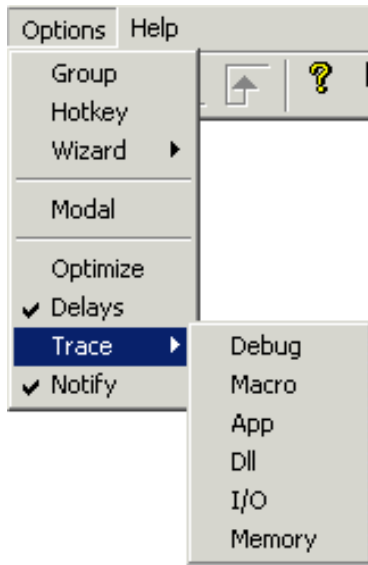 Options Help
Group
Hotkey
Wizard
Modal
Optimize
Delays
Trace
Notify
Debug
Macro
App
Dll
I/O
Memory